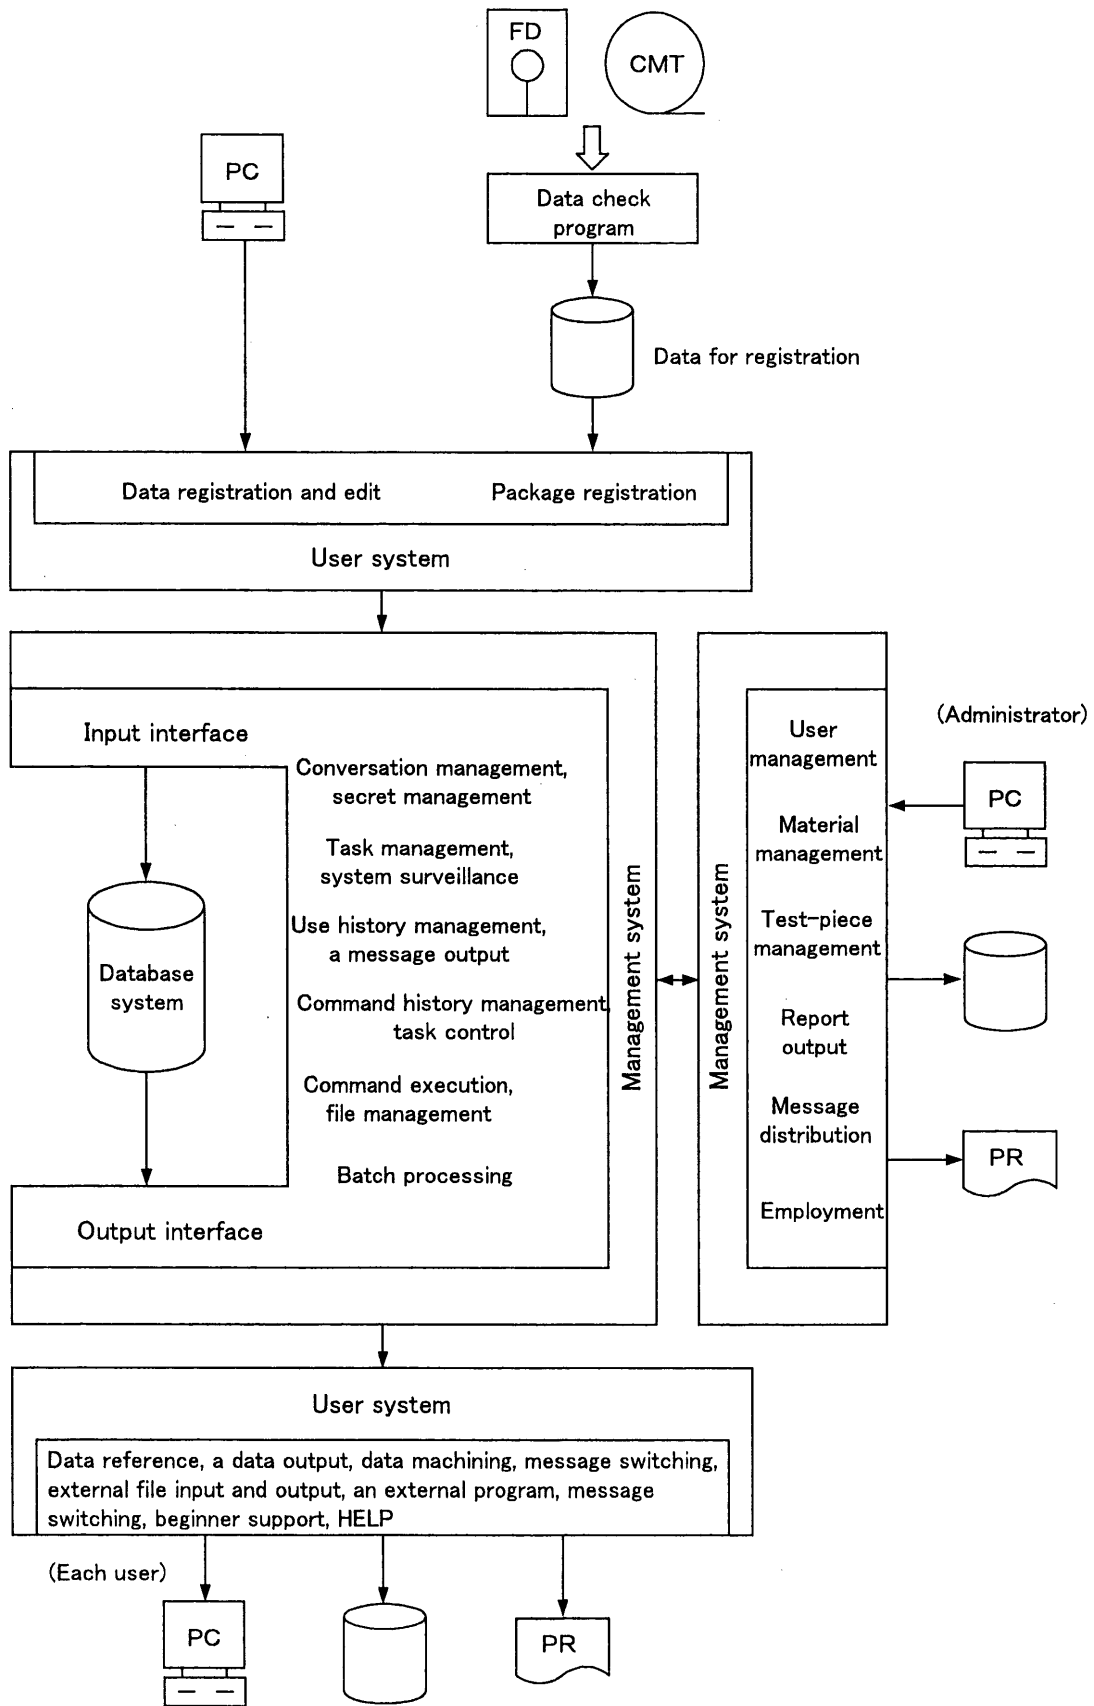 FD
CMT
PC
Data check
program
Data for registration
Data registration and edit
Package registration
User system
Input interface
Conversation management,
secret management
Task management,
system surveillance
Use history management,
a message output
Database
system
Command history management,
task control
Command execution,
file management
Batch processing
Output interface
Management system
Management system
User
management
Material
management
Test-piece
management
Report
output
Message
distribution
Employment
(Administrator)
PC
PR
User system
Data reference, a data output, data machining, message switching,
external file input and output, an external program, message
switching, beginner support, HELP
(Each user)
PC
PR